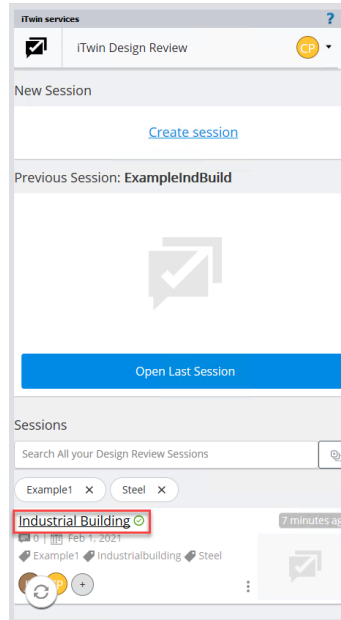 iTwin services ?
iTwin Design Review CP
New Session
Create session
Previous Session: ExampleIndBuild
Open Last Session
Sessions
Search All your Design Review Sessions
Example1 X Steel X
Industrial Building 7 minutes ag
0 | Feb 1, 2021
Example1 Industrialbuilding Steel
CP +